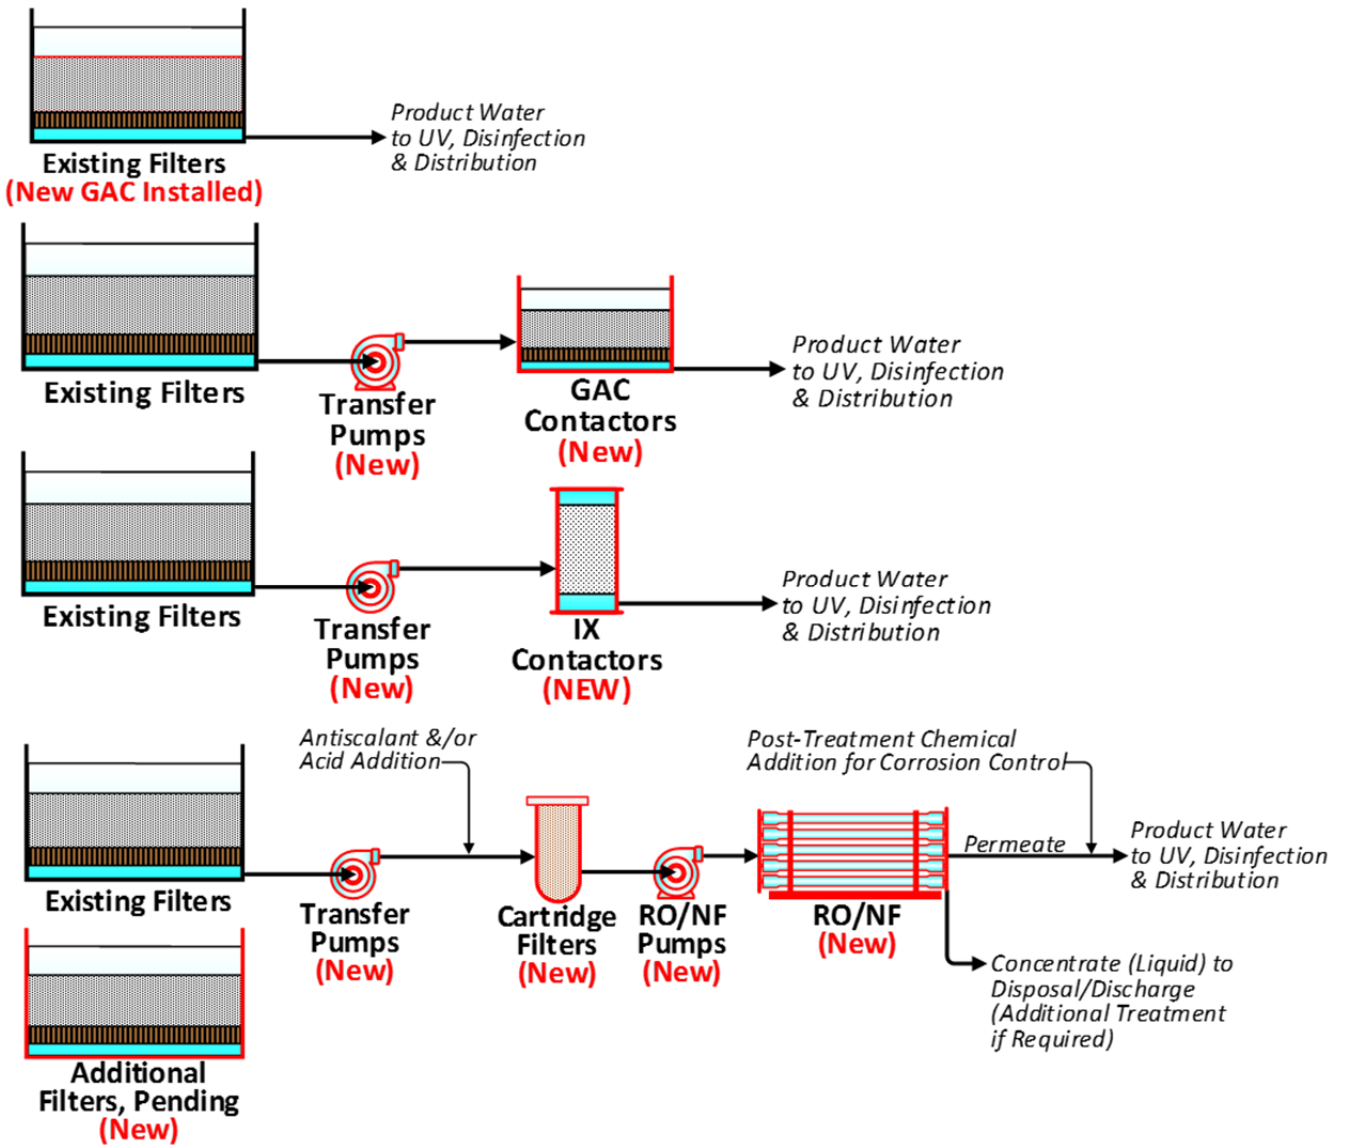 Product Water
to UV, Disinfection
& Distribution
Existing Filters
(New GAC Installed)
Product Water
to UV, Disinfection
& Distribution
Existing Filters
Transfer
Pumps
(New)
GAC
Contactors
(New)
Product Water
to UV, Disinfection
& Distribution
Existing Filters
Transfer
Pumps
(New)
IX
Contactors
(NEW)
Antiscalant &/or
Acid Addition
Post-Treatment Chemical
Addition for Corrosion Control
Permeate
Product Water
to UV, Disinfection
& Distribution
Existing Filters
Transfer
Pumps
(New)
Cartridge
Filters
(New)
RO/NF
Pumps
(New)
RO/NF
(New)
Concentrate (Liquid) to
Disposal/Discharge
(Additional Treatment
if Required)
Additional
Filters, Pending
(New)